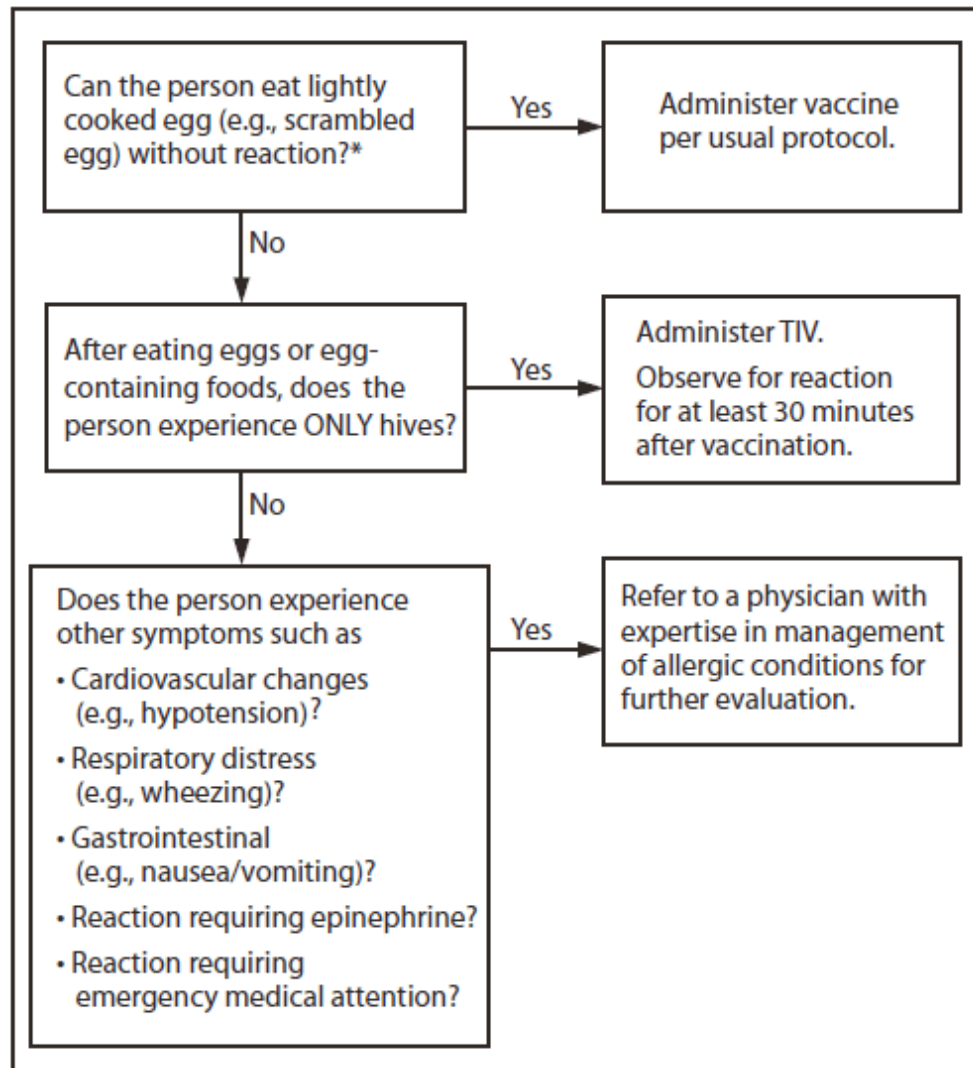 Can the person eat lightly
cooked egg (e.g., scrambled
egg) without reaction?*
Yes
Administer vaccine
per usual protocol.
No
After eating eggs or egg-
containing foods, does the
person experience ONLY hives?
Yes
Administer TIV.
Observe for reaction
for at least 30 minutes
after vaccination.
No
Does the person experience
other symptoms such as
• Cardiovascular changes
(e.g., hypotension)?
• Respiratory distress
(e.g., wheezing)?
• Gastrointestinal
(e.g., nausea/vomiting)?
• Reaction requiring epinephrine?
• Reaction requiring
emergency medical attention?
Yes
Refer to a physician with
expertise in management
of allergic conditions for
further evaluation.